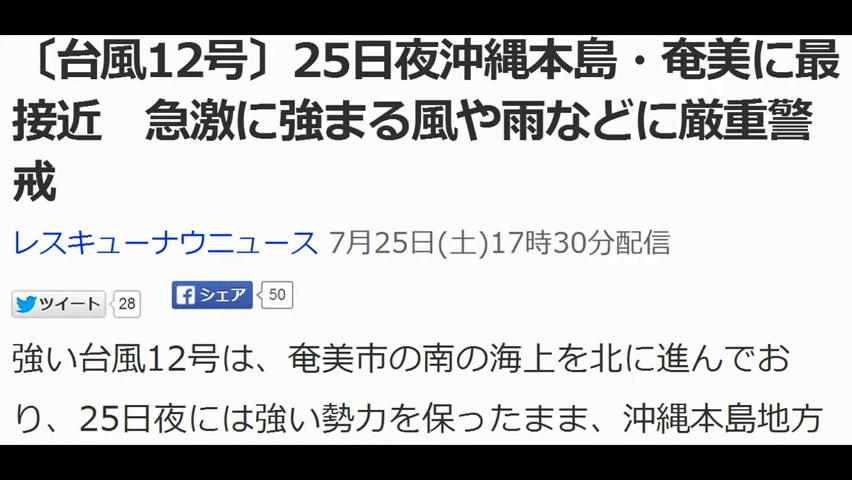 〔台風12号〕25日夜沖縄本島・奄美に最
接近　急激に強まる風や雨などに厳重警
戒
レスキューナウニュース 7月25日(土)17時30分配信
ツイート 28 シェア 50
強い台風12号は、奄美市の南の海上を北に進んでお
り、25日夜には強い勢力を保ったまま、沖縄本島地方